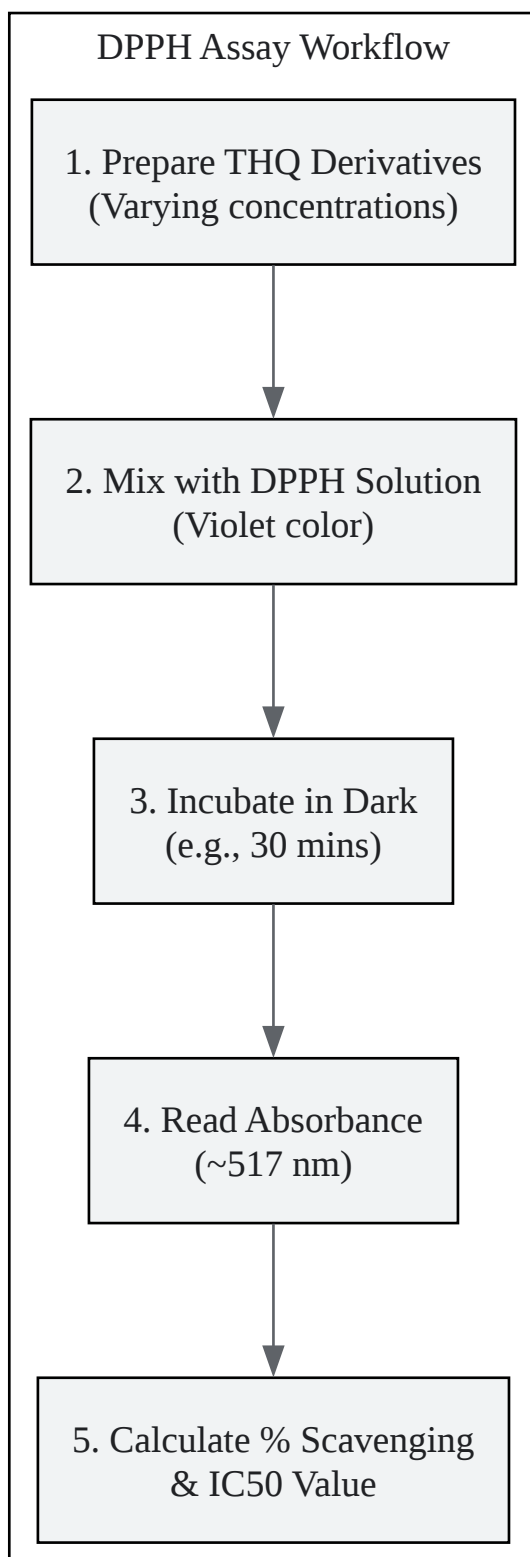 DPPH Assay Workflow
1. Prepare THQ Derivatives
(Varying concentrations)
2. Mix with DPPH Solution
(Violet color)
3. Incubate in Dark
(e.g., 30 mins)
4. Read Absorbance
(~517 nm)
5. Calculate % Scavenging
& IC50 Value